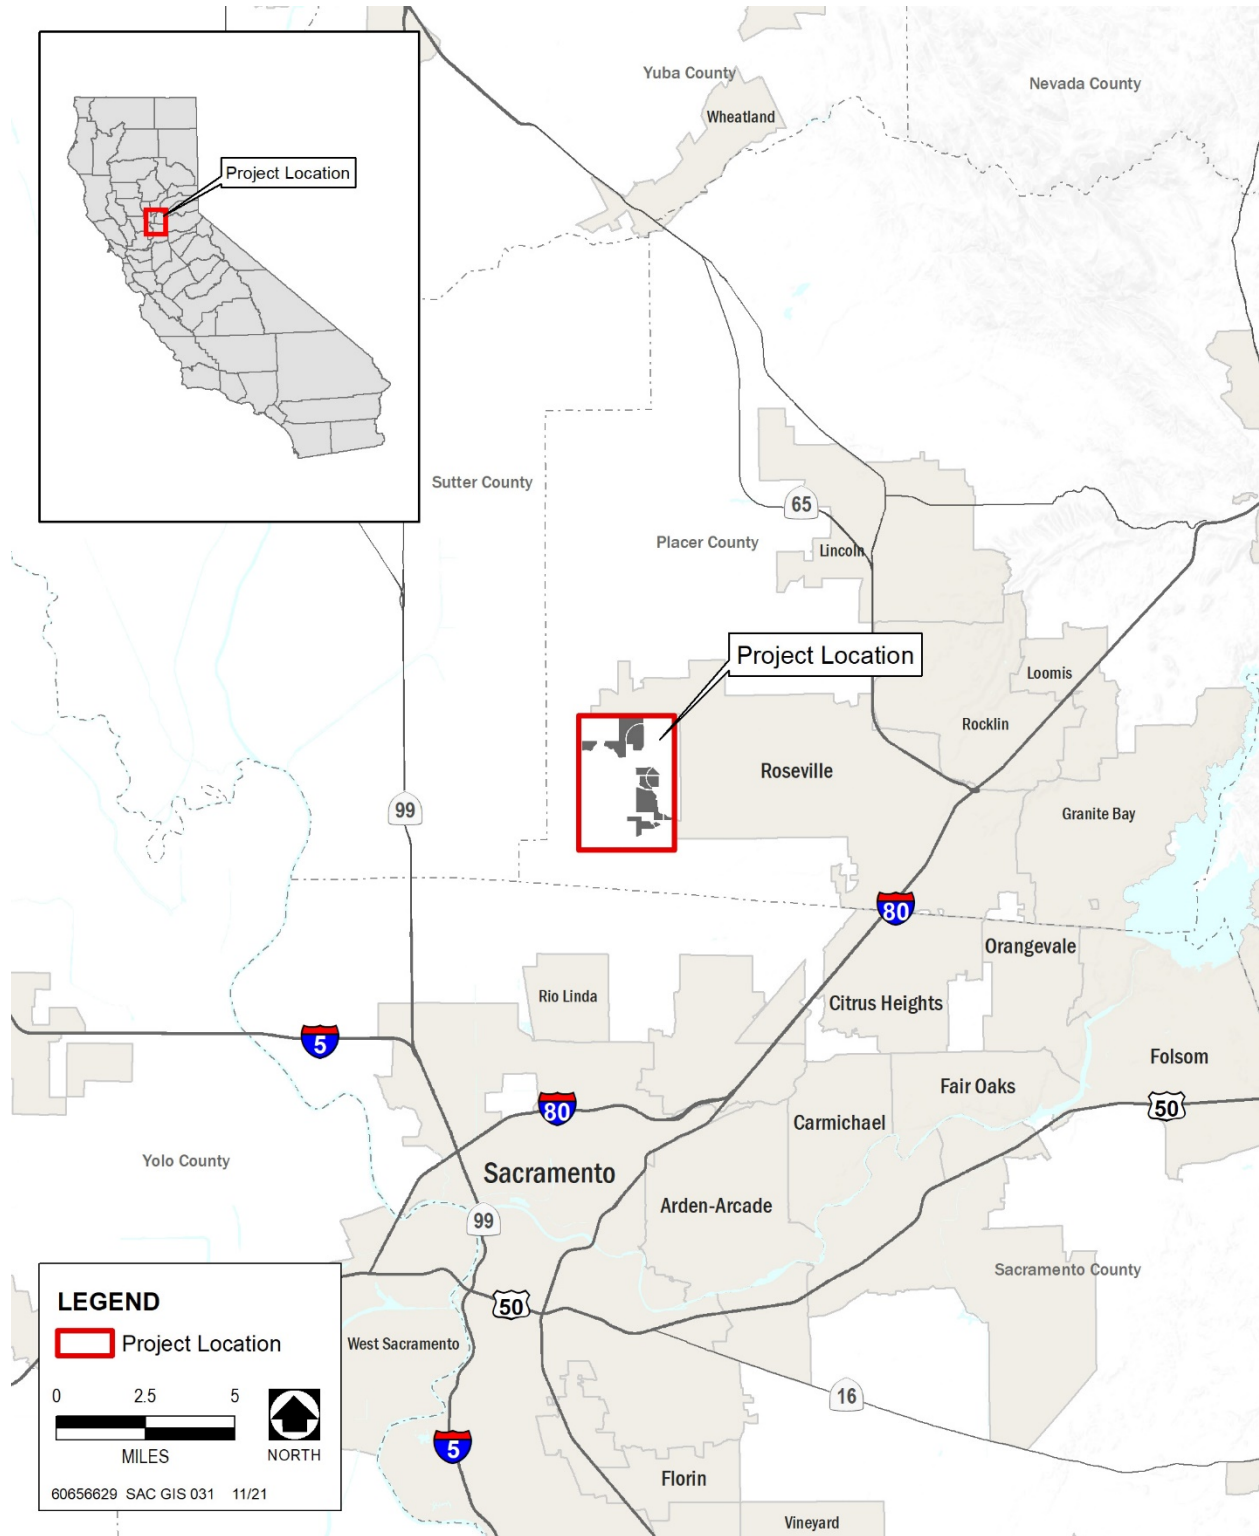 Yuba County
Nevada County
Wheatland
Project Location
Sutter County
65
Placer County
Lincoln
Project Location
Loomis
Rocklin
Roseville
99
Granite Bay
80
Orangevale
Rio Linda
Citrus Heights
5
Folsom
Fair Oaks
80
50
Carmichael
Yolo County
Sacramento
Arden-Arcade
99
Sacramento County
LEGEND
50
Project Location
West Sacramento
0 2.5 5
16
MILES
NORTH
5
Florin
60656629 SAC GIS 031 11/21
Vineyard